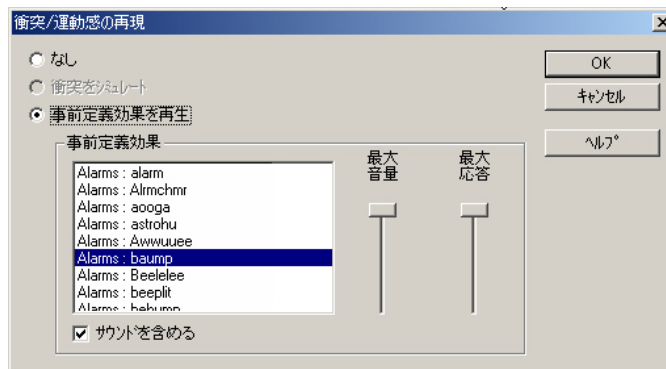 衝突/運動感の再現
なし
衝突をｼﾐｭﾚｰﾄ
事前定義効果を再生
事前定義効果
Alarms : alarm
Alarms : Alrmchmr
Alarms : aooga
Alarms : astrohu
Alarms : Awwuuee
Alarms : baump
Alarms : Beelelee
Alarms : beeplit
Alarms : behump
サウンドを含める
最大
音量
最大
応答
OK
ｷｬﾝｾﾙ
ﾍﾙﾌﾟ